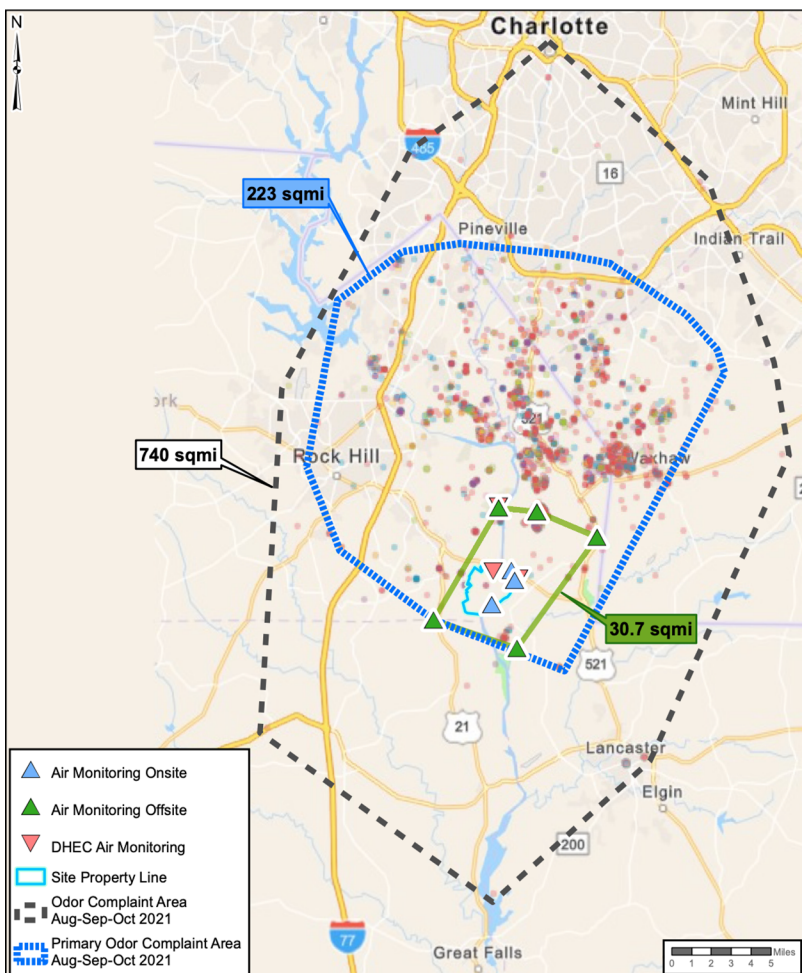 N
Charlotte
Mint Hill
485
16
223 sqmi
Pineville
Indian Trail
ork
521
740 sqmi
Rock Hill
Waxhaw
2
30.7 sqmi
521
21
Lancaster
Elgin
200
77
Great Falls
Air Monitoring Onsite
Air Monitoring Offsite
DHEC Air Monitoring
Site Property Line
Odor Complaint Area
Aug-Sep-Oct 2021
Primary Odor Complaint Area
Aug-Sep-Oct 2021
Miles
0 1 2 3 4 5